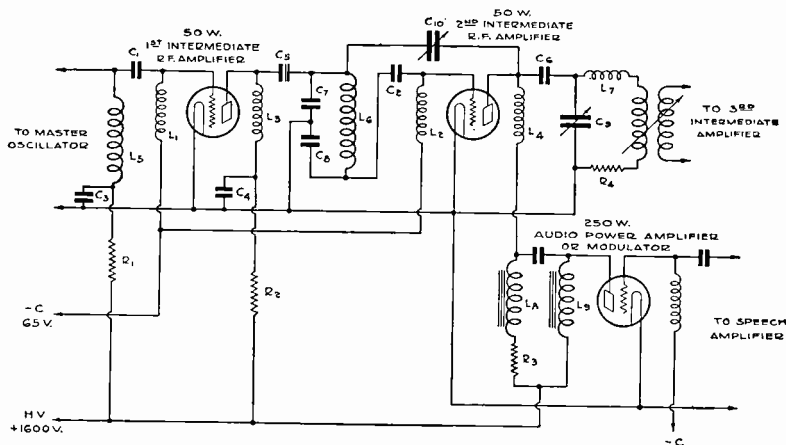 50 W.
1ST INTERMEDIATE
R.F. AMPLIFIER
50 W.
2ND INTERMEDIATE
R.F. AMPLIFIER
C10
C1
C5
C6
L7
C7
C2
L5
L1
L3
L6
L2
L4
C9
C8
R4
TO MASTER
OSCILLATOR
TO 3RD
INTERMEDIATE
AMPLIFIER
C3
C4
250 W.
AUDIO POWER AMPLIFIER
OR MODULATOR
R1
R2
LA
L9
R3
-C
65 V.
TO SPEECH
AMPLIFIER
HV
+1600 V.
-C